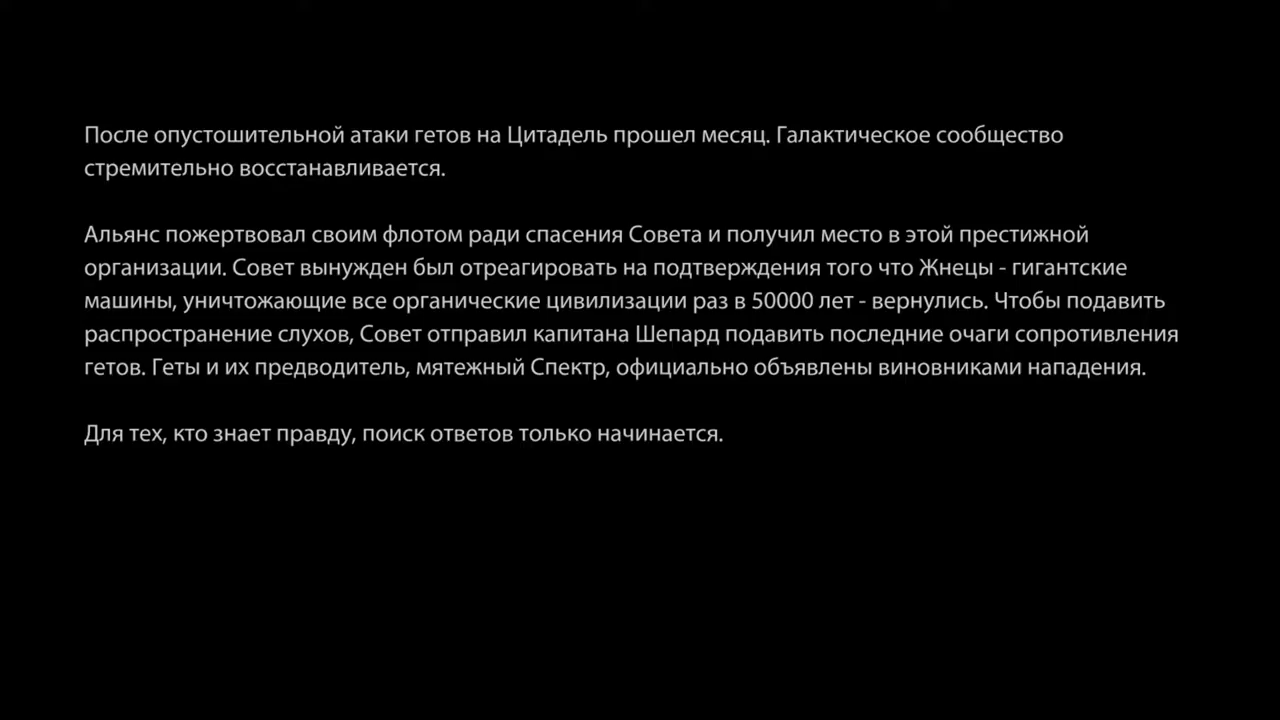 После опустошительной атаки гетов на Цитадель прошел месяц. Галактическое сообщество
стремительно восстанавливается.
Альянс пожертвовал своим флотом ради спасения Совета и получил место в этой престижной
организации. Совет вынужден был отреагировать на подтверждения того что Жнецы - гигантские
машины, уничтожающие все органические цивилизации раз в 50000 лет - вернулись. Чтобы подавить
распространение слухов, Совет отправил капитана Шепард подавить последние очаги сопротивления
гетов. Геты и их предводитель, мятежный Спектр, официально объявлены виновниками нападения.
Для тех, кто знает правду, поиск ответов только начинается.